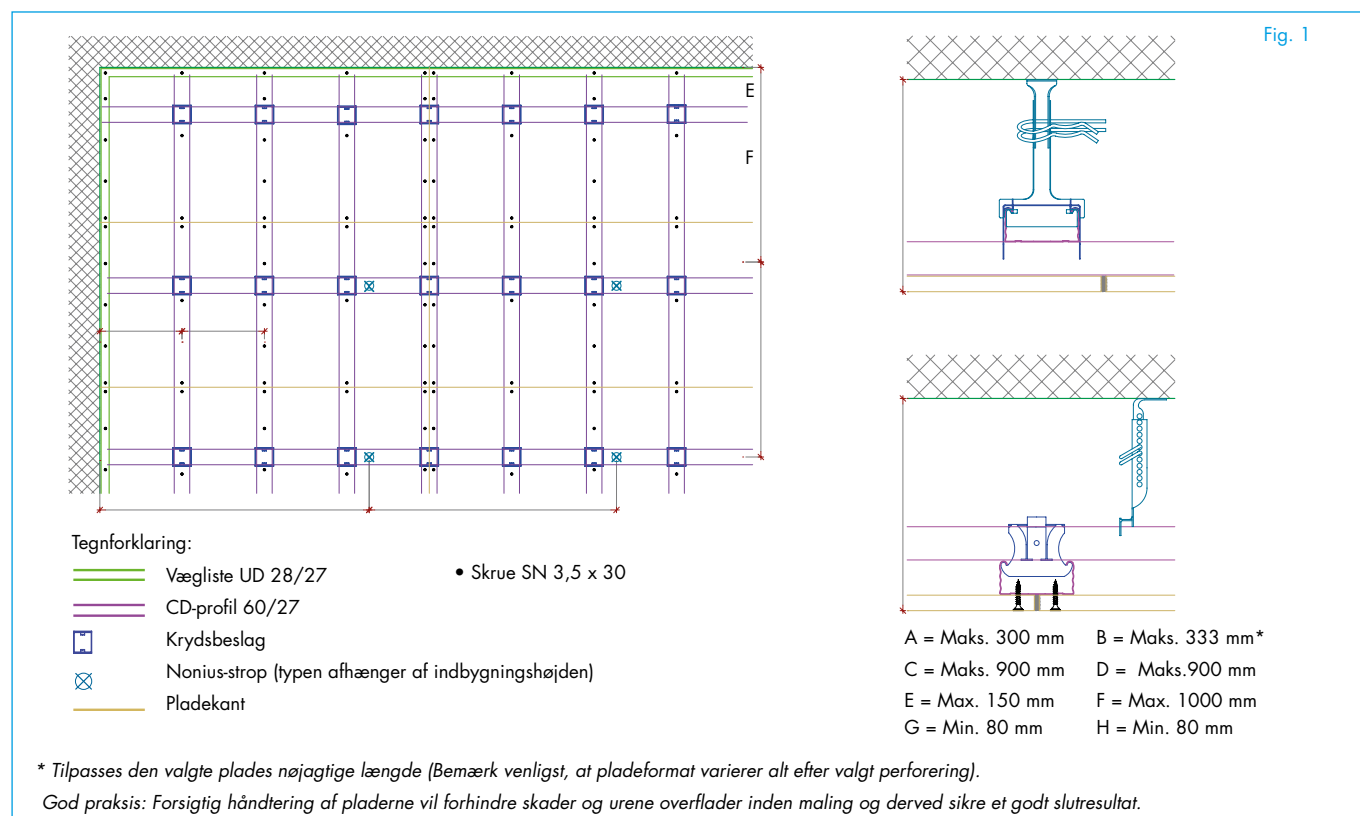 Fig. 1
E
F
Tegnforklaring:
Vægliste UD 28/27
• Skrue SN 3,5 x 30
CD-profil 60/27
Krydsbeslag
Nonius-strop (typen afhænger af indbygningshøjden)
Pladekant
A = Maks. 300 mm B = Maks. 333 mm*
C = Maks. 900 mm D = Maks.900 mm
E = Max. 150 mm F = Max. 1000 mm
G = Min. 80 mm H = Min. 80 mm
* Tilpasses den valgte plades nøjagtige længde (Bemærk venligst, at pladeformat varierer alt efter valgt perforering).
God praksis: Forsigtig håndtering af pladerne vil forhindre skader og urene overflader inden maling og derved sikre et godt slutresultat.